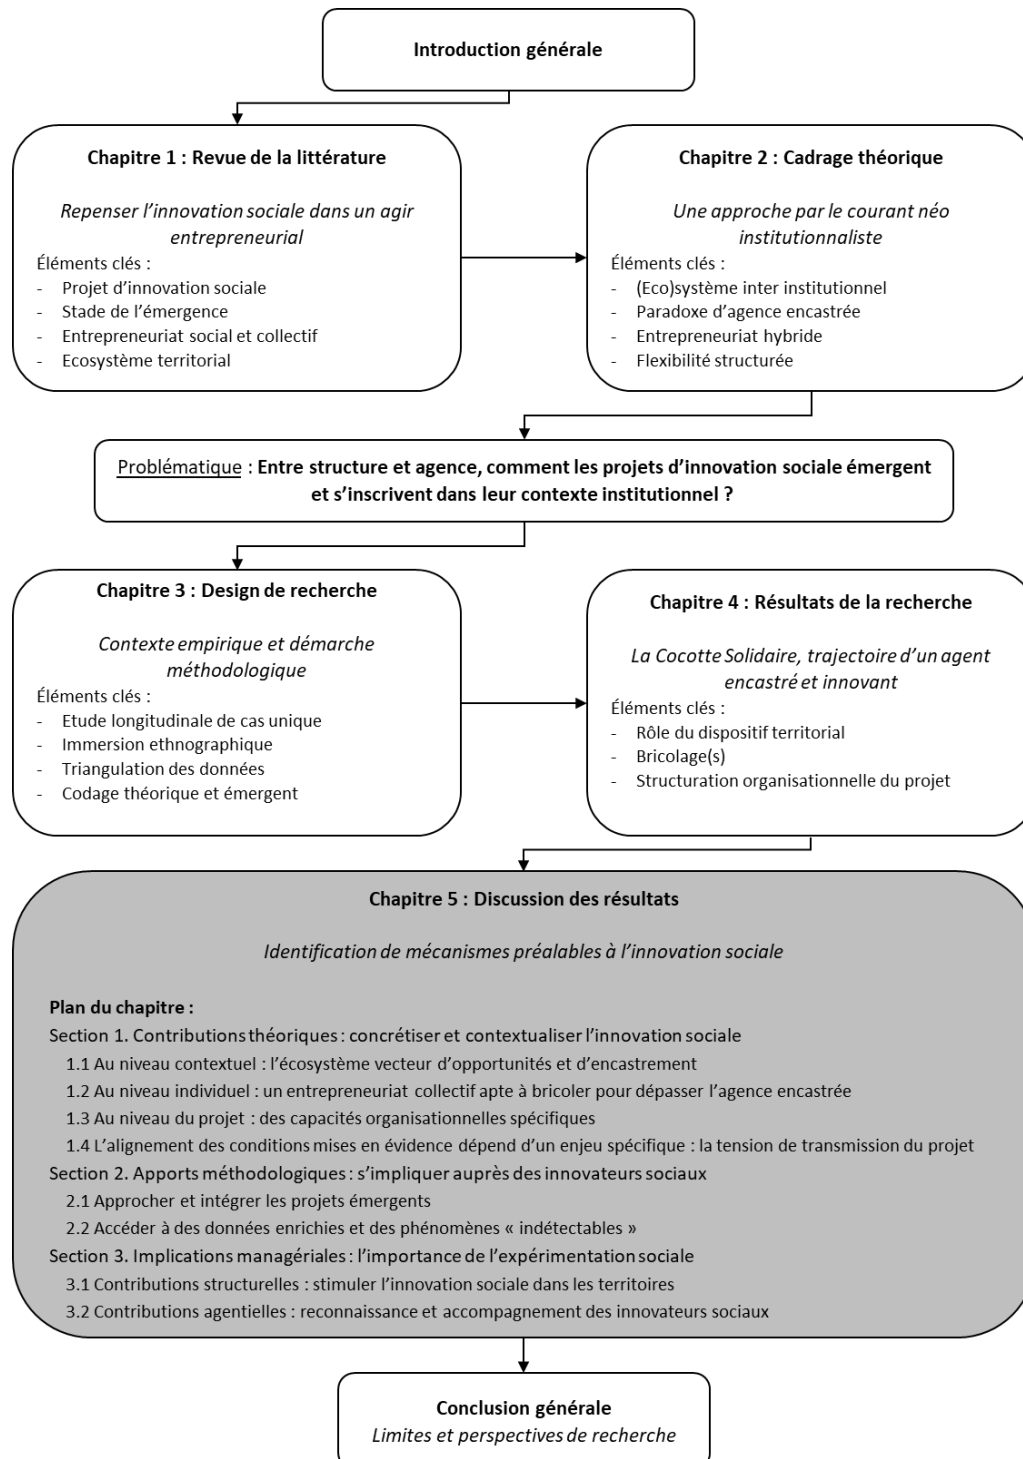 Introduction générale
Chapitre 1 : Revue de la littérature
Repenser l’innovation sociale dans un agir
entrepreneurial
Éléments clés :
- Projet d’innovation sociale
- Stade de l’émergence
- Entrepreneuriat social et collectif
- Ecosystème territorial
Chapitre 2 : Cadrage théorique
Une approche par le courant néo
institutionnaliste
Éléments clés :
- (Eco)système inter institutionnel
- Paradoxe d’agence encastrée
- Entrepreneuriat hybride
- Flexibilité structurée
Problématique : Entre structure et agence, comment les projets d’innovation sociale émergent
et s’inscrivent dans leur contexte institutionnel ?
Chapitre 3 : Design de recherche
Contexte empirique et démarche
méthodologique
Éléments clés :
- Etude longitudinale de cas unique
- Immersion ethnographique
- Triangulation des données
- Codage théorique et émergent
Chapitre 4 : Résultats de la recherche
La Cocotte Solidaire, trajectoire d’un agent
encastré et innovant
Éléments clés :
- Rôle du dispositif territorial
- Bricolage(s)
- Structuration organisationnelle du projet
Chapitre 5 : Discussion des résultats
Identification de mécanismes préalables à l’innovation sociale
Plan du chapitre :
Section 1. Contributions théoriques : concrétiser et contextualiser l’innovation sociale
1.1 Au niveau contextuel : l’écosystème vecteur d’opportunités et d’encastrement
1.2 Au niveau individuel : un entrepreneuriat collectif apte à bricoler pour dépasser l’agence encastrée
1.3 Au niveau du projet : des capacités organisationnelles spécifiques
1.4 L’alignement des conditions mises en évidence dépend d’un enjeu spécifique : la tension de transmission du projet
Section 2. Apports méthodologiques : s’impliquer auprès des innovateurs sociaux
2.1 Approcher et intégrer les projets émergents
2.2 Accéder à des données enrichies et des phénomènes « indétectables »
Section 3. Implications managériales : l’importance de l’expérimentation sociale
3.1 Contributions structurelles : stimuler l’innovation sociale dans les territoires
3.2 Contributions agentielles : reconnaissance et accompagnement des innovateurs sociaux
Conclusion générale
Limites et perspectives de recherche